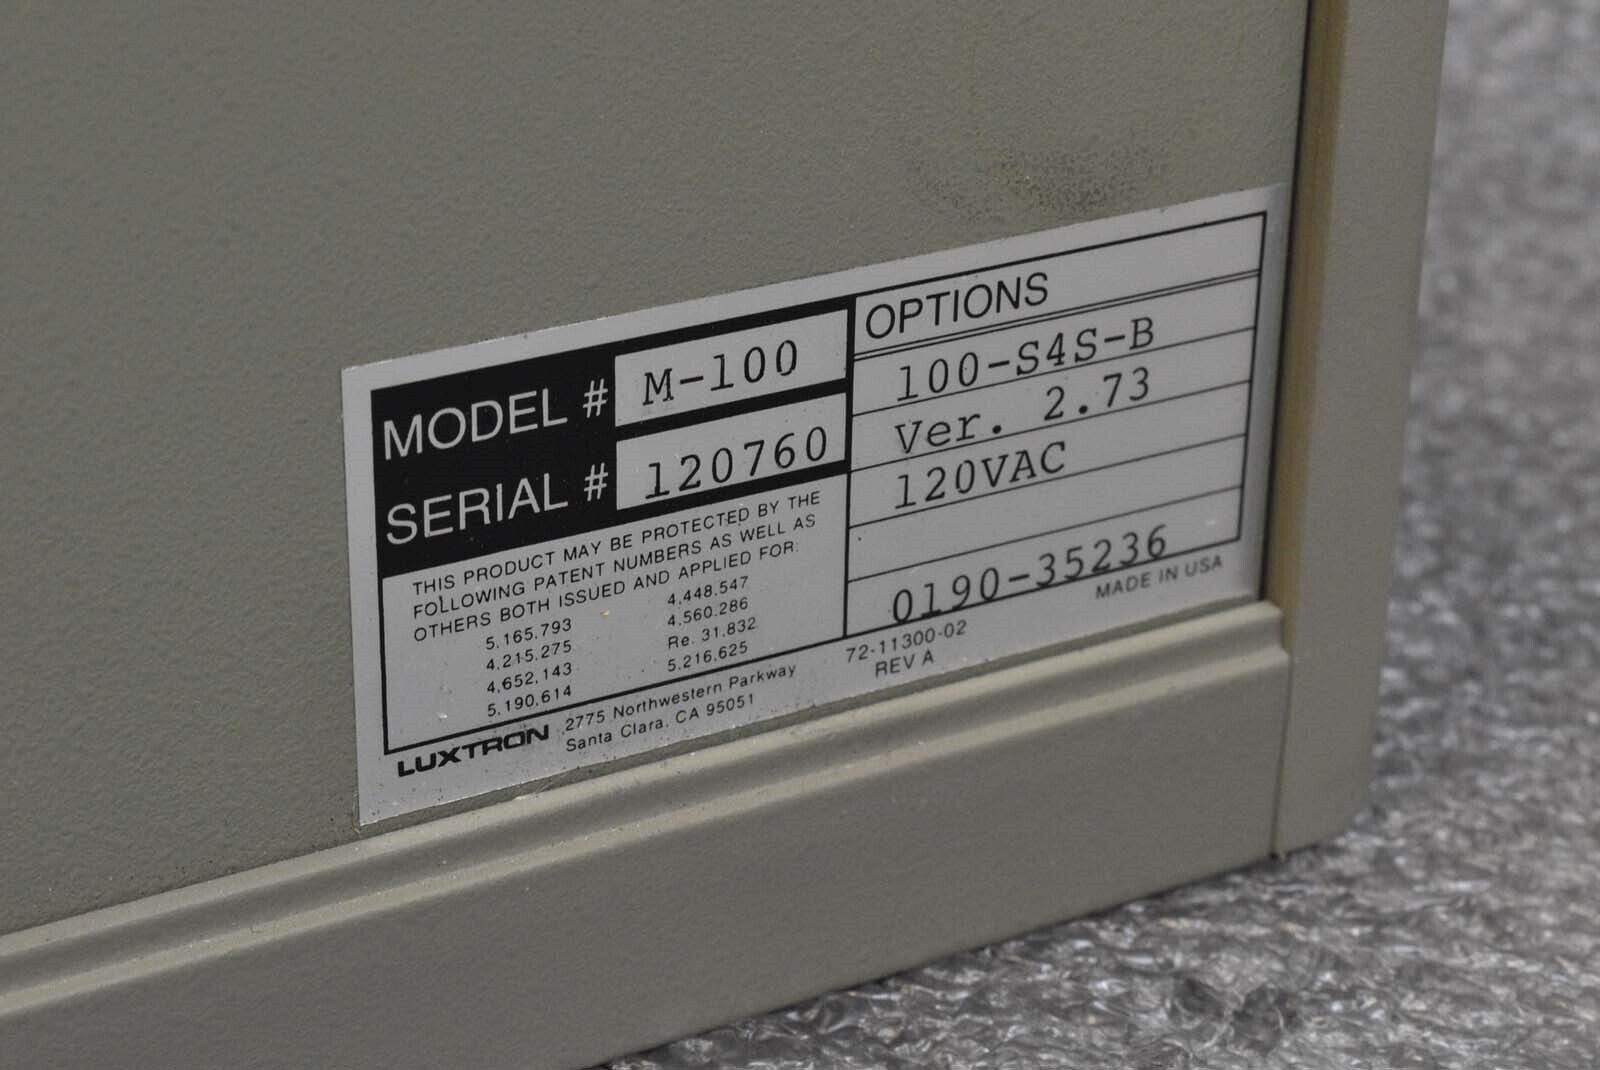 MODEL # M-100
SERIAL # 120760
THIS PRODUCT MAY BE PROTECTED BY THE
FOLLOWING PATENT NUMBERS AS WELL AS
OTHERS BOTH ISSUED AND APPLIED FOR:
5,165,793 4,448,547
4,215,275 4,560,286
4,652,143 Re. 31,832
5,190,614 5,216,625
OPTIONS
100-S4S-B
Ver. 2.73
120VAC
0190-35236
LUXTRON
2775 Northwestern Parkway
Santa Clara, CA 95051
72-11300-02
REV A
MADE IN USA